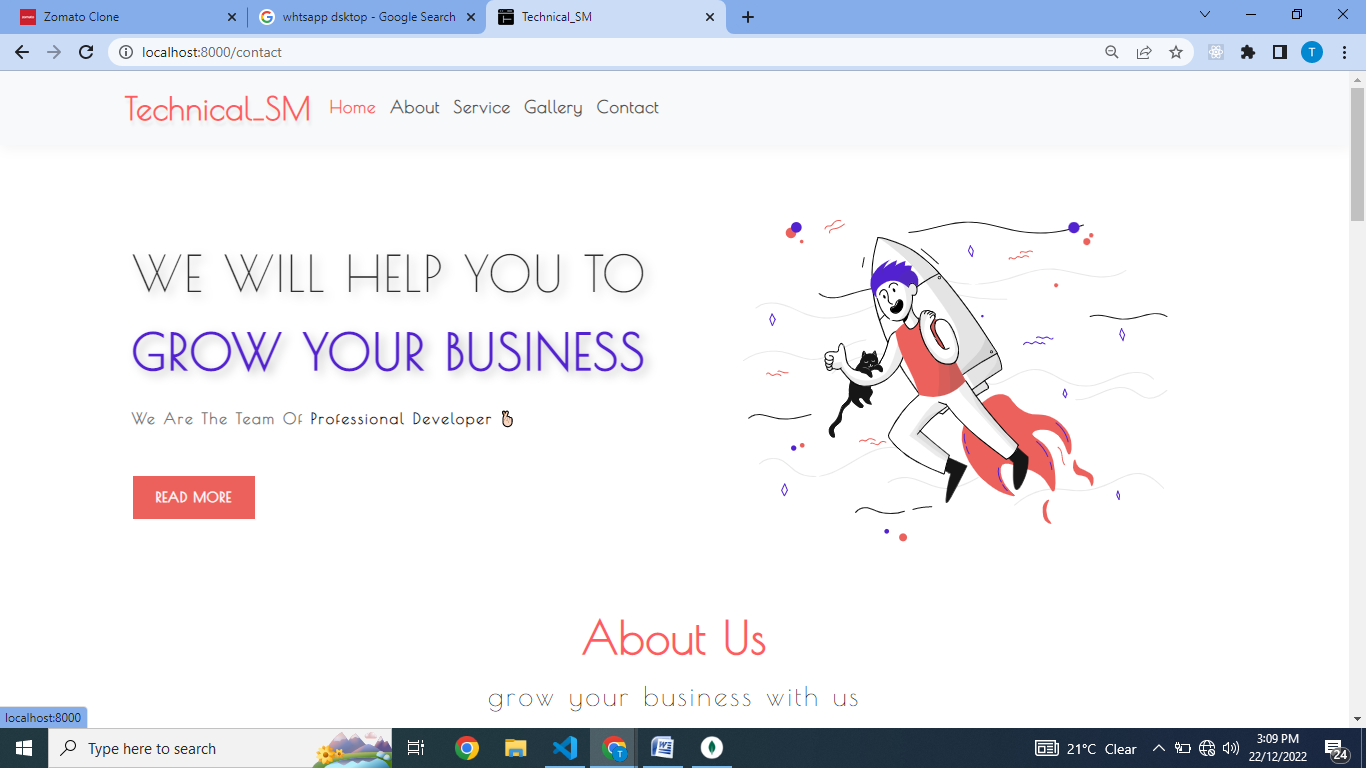 Zomato Clone
whtsapp dsktop - Google Search
Technical_SM
localhost:8000/contact
T
Technical_SM Home About Service Gallery Contact
WE WILL HELP YOU TO
GROW YOUR BUSINESS
We Are The Team Of Professional Developer 🫰🏻
READ MORE
About Us
grow your business with us
localhost:8000
Type here to search
21°C Clear
3:09 PM
22/12/2022
24